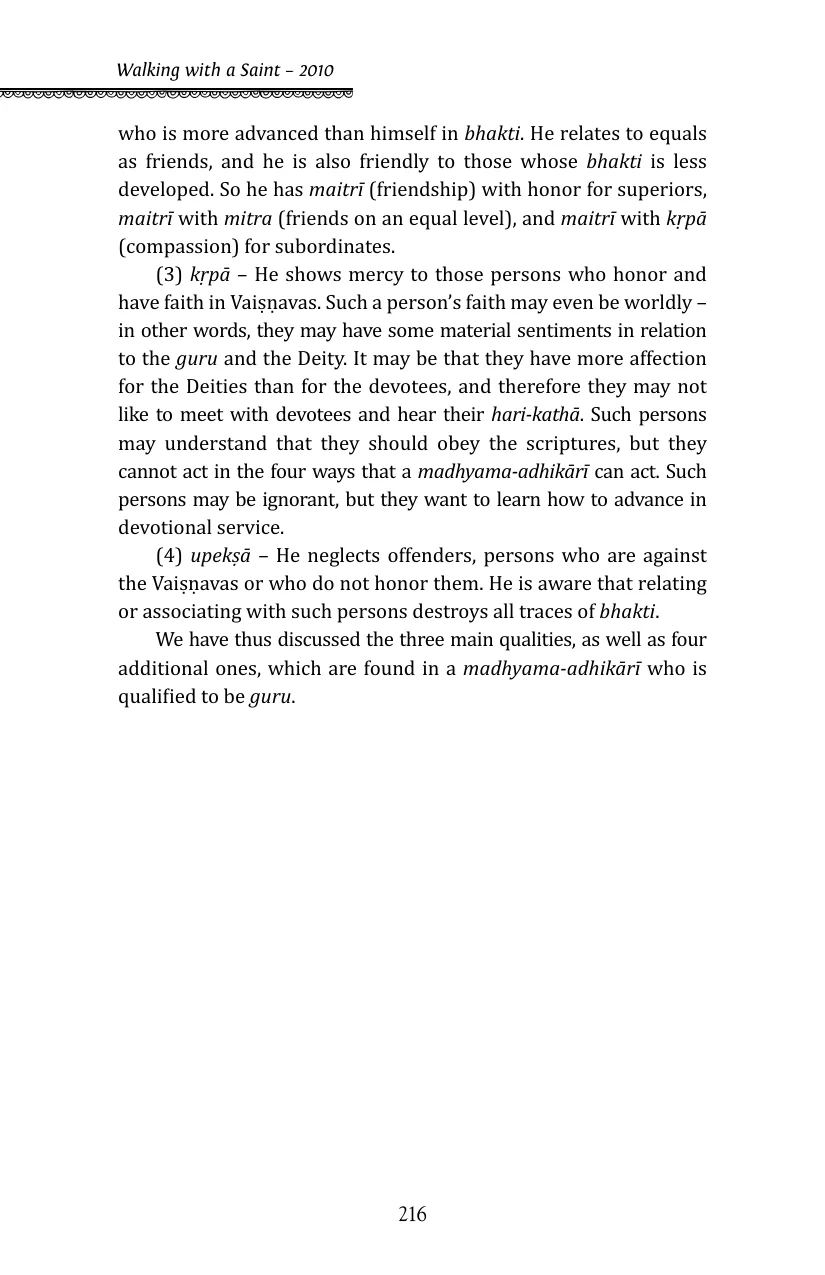 Walking with a Saint – 2010
who is more advanced than himself in bhakti. He relates to equals
as friends, and he is also friendly to those whose bhakti is less
developed. So he has maitrī (friendship) with honor for superiors,
maitrī with mitra (friends on an equal level), and maitrī with kṛpā
(compassion) for subordinates.
(3) kṛpā – He shows mercy to those persons who honor and
have faith in Vaiṣṇavas. Such a person’s faith may even be worldly –
in other words, they may have some material sentiments in relation
to the guru and the Deity. It may be that they have more affection
for the Deities than for the devotees, and therefore they may not
like to meet with devotees and hear their hari-kathā. Such persons
may understand that they should obey the scriptures, but they
cannot act in the four ways that a madhyama-adhikārī can act. Such
persons may be ignorant, but they want to learn how to advance in
devotional service.
(4) upekṣā – He neglects offenders, persons who are against
the Vaiṣṇavas or who do not honor them. He is aware that relating
or associating with such persons destroys all traces of bhakti.
We have thus discussed the three main qualities, as well as four
additional ones, which are found in a madhyama-adhikārī who is
qualified to be guru.
216